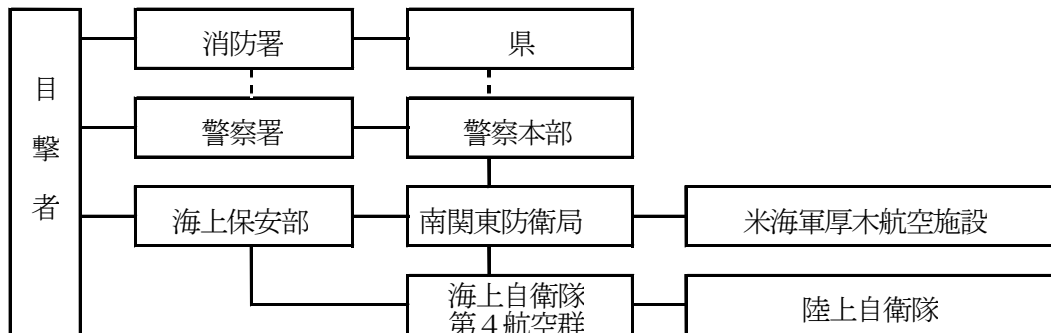 目撃者
消防署
県
警察署
警察本部
海上保安部
南関東防衛局
米海軍厚木航空施設
海上自衛隊
第４航空群
陸上自衛隊